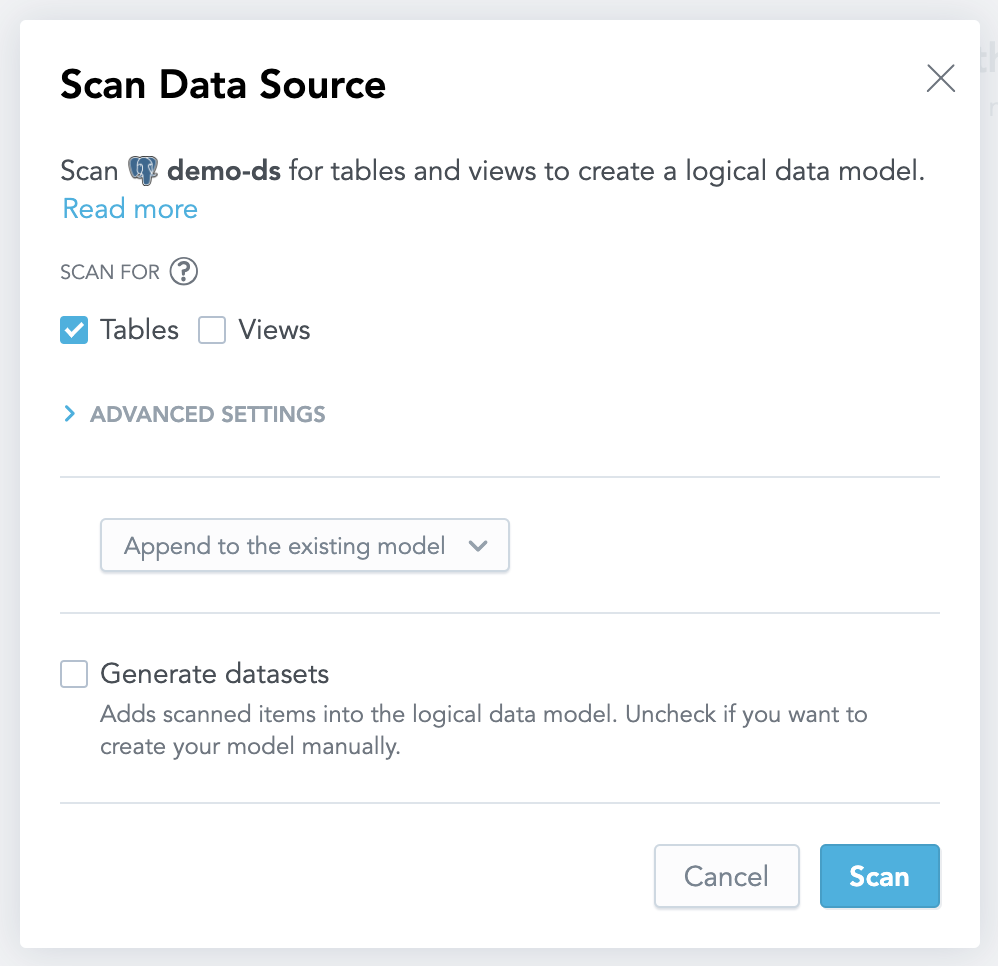 Scan Data Source
Scan demo-ds for tables and views to create a logical data model.
Read more
SCAN FOR ?
Tables Views
ADVANCED SETTINGS
Append to the existing model
Generate datasets
Adds scanned items into the logical data model. Uncheck if you want to
create your model manually.
Cancel Scan